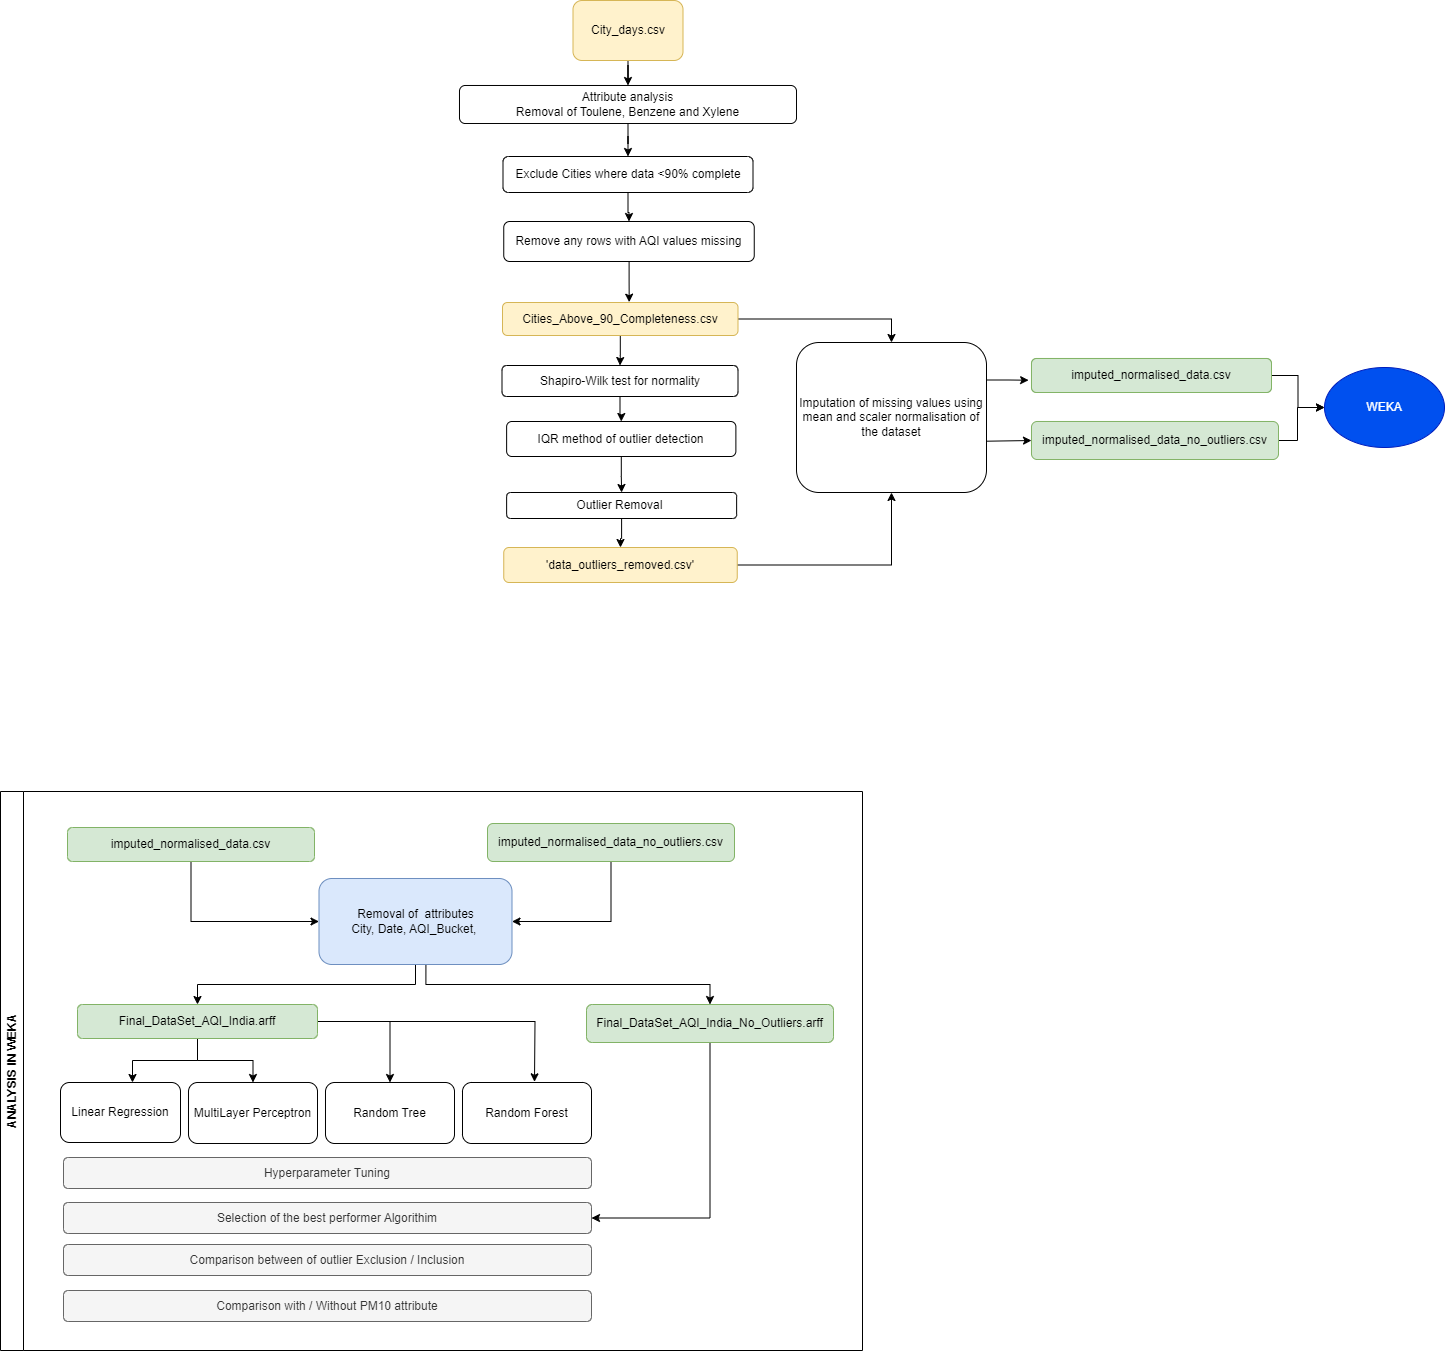 City_days.csv
Attribute analysis
Removal of Toulene, Benzene and Xylene
Exclude Cities where data <90% complete
Remove any rows with AQI values missing
Cities_Above_90_Completeness.csv
Shapiro-Wilk test for normality
IQR method of outlier detection
Outlier Removal
'data_outliers_removed.csv'
Imputation of missing values using
mean and scaler normalisation of
the dataset
imputed_normalised_data.csv
imputed_normalised_data_no_outliers.csv
WEKA
ANALYSIS IN WEKA
imputed_normalised_data.csv
imputed_normalised_data_no_outliers.csv
Removal of attributes
City, Date, AQI_Bucket,
Final_DataSet_AQI_India.arff
Final_DataSet_AQI_India_No_Outliers.arff
Linear Regression
MultiLayer Perceptron
Random Tree
Random Forest
Hyperparameter Tuning
Selection of the best performer Algorithim
Comparison between of outlier Exclusion / Inclusion
Comparison with / Without PM10 attribute